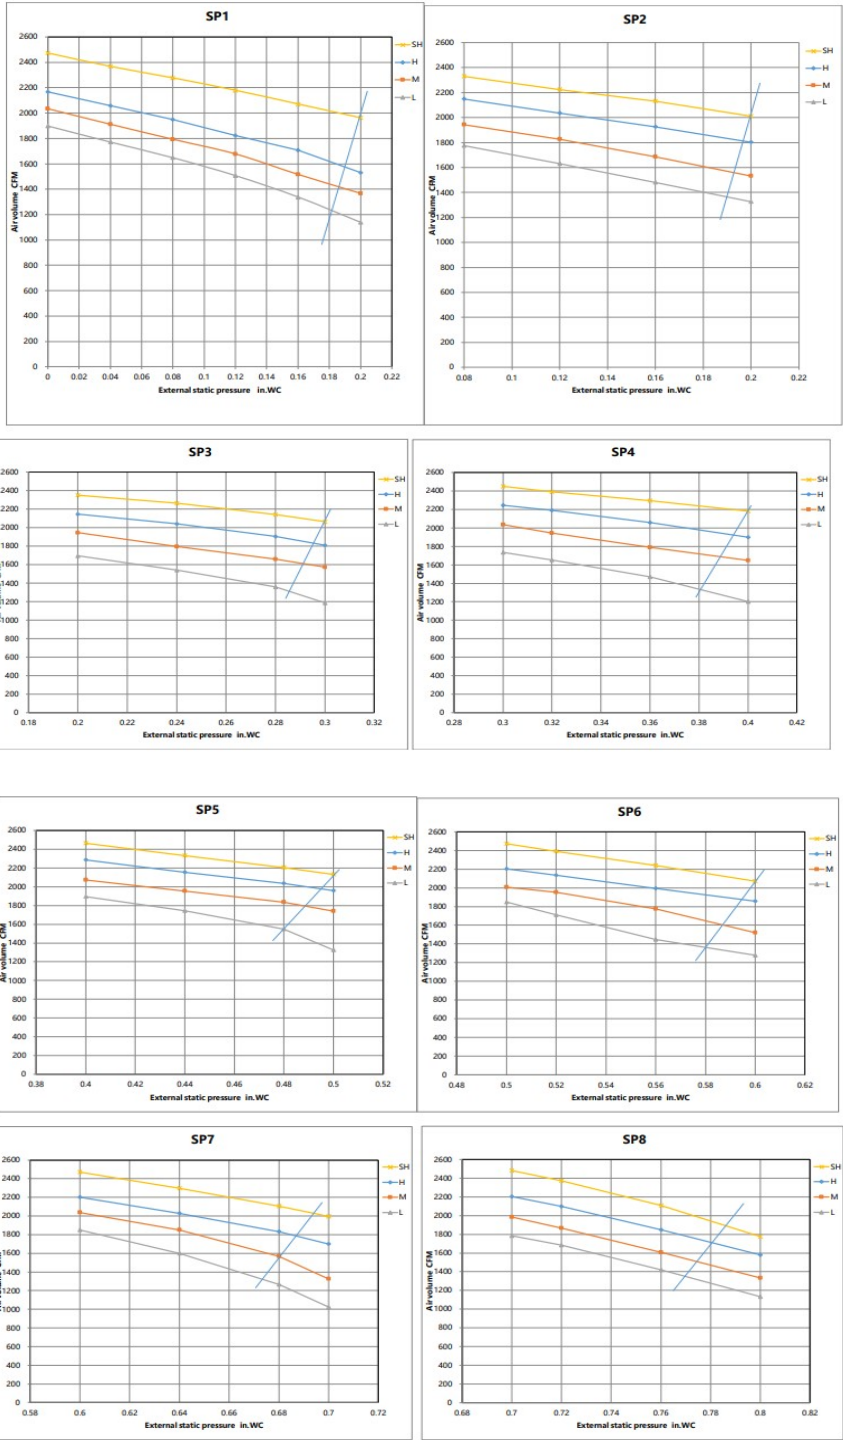 SP1
2600
2400
2200
2000
1800
1600
1400
1200
1000
800
600
400
200
0
Air volume CFM
0 0.02 0.04 0.06 0.08 0.1 0.12 0.14 0.16 0.18 0.2 0.22
External static pressure in.WC
SH
H
M
L
SP2
2600
2400
2200
2000
1800
1600
1400
1200
1000
800
600
400
200
0
Air volume CFM
0.08 0.1 0.12 0.14 0.16 0.18 0.2 0.22
External static pressure in.WC
SH
H
M
L
SP3
2600
2400
2200
2000
1800
1600
1400
1200
1000
800
600
400
200
0
0.18 0.2 0.22 0.24 0.26 0.28 0.3 0.32
External static pressure in.WC
SH
H
M
L
SP4
2600
2400
2200
2000
1800
1600
1400
1200
1000
800
600
400
200
0
Air volume CFM
0.28 0.3 0.32 0.34 0.36 0.38 0.4 0.42
External static pressure in.WC
SH
H
M
L
SP5
2600
2400
2200
2000
1800
1600
1400
1200
1000
800
600
400
200
0
Air volume CFM
0.38 0.4 0.42 0.44 0.46 0.48 0.5 0.52
External static pressure in.WC
SH
H
M
L
SP6
2600
2400
2200
2000
1800
1600
1400
1200
1000
800
600
400
200
0
Air volume CFM
0.48 0.5 0.52 0.54 0.56 0.58 0.6 0.62
External static pressure in.WC
SH
H
M
L
SP7
2600
2400
2200
2000
1800
1600
1400
1200
1000
800
600
400
200
0
0.58 0.6 0.62 0.64 0.66 0.68 0.7 0.72
External static pressure in.WC
SH
H
M
L
SP8
2600
2400
2200
2000
1800
1600
1400
1200
1000
800
600
400
200
0
Air volume CFM
0.68 0.7 0.72 0.74 0.76 0.78 0.8 0.82
External static pressure in.WC
SH
H
M
L